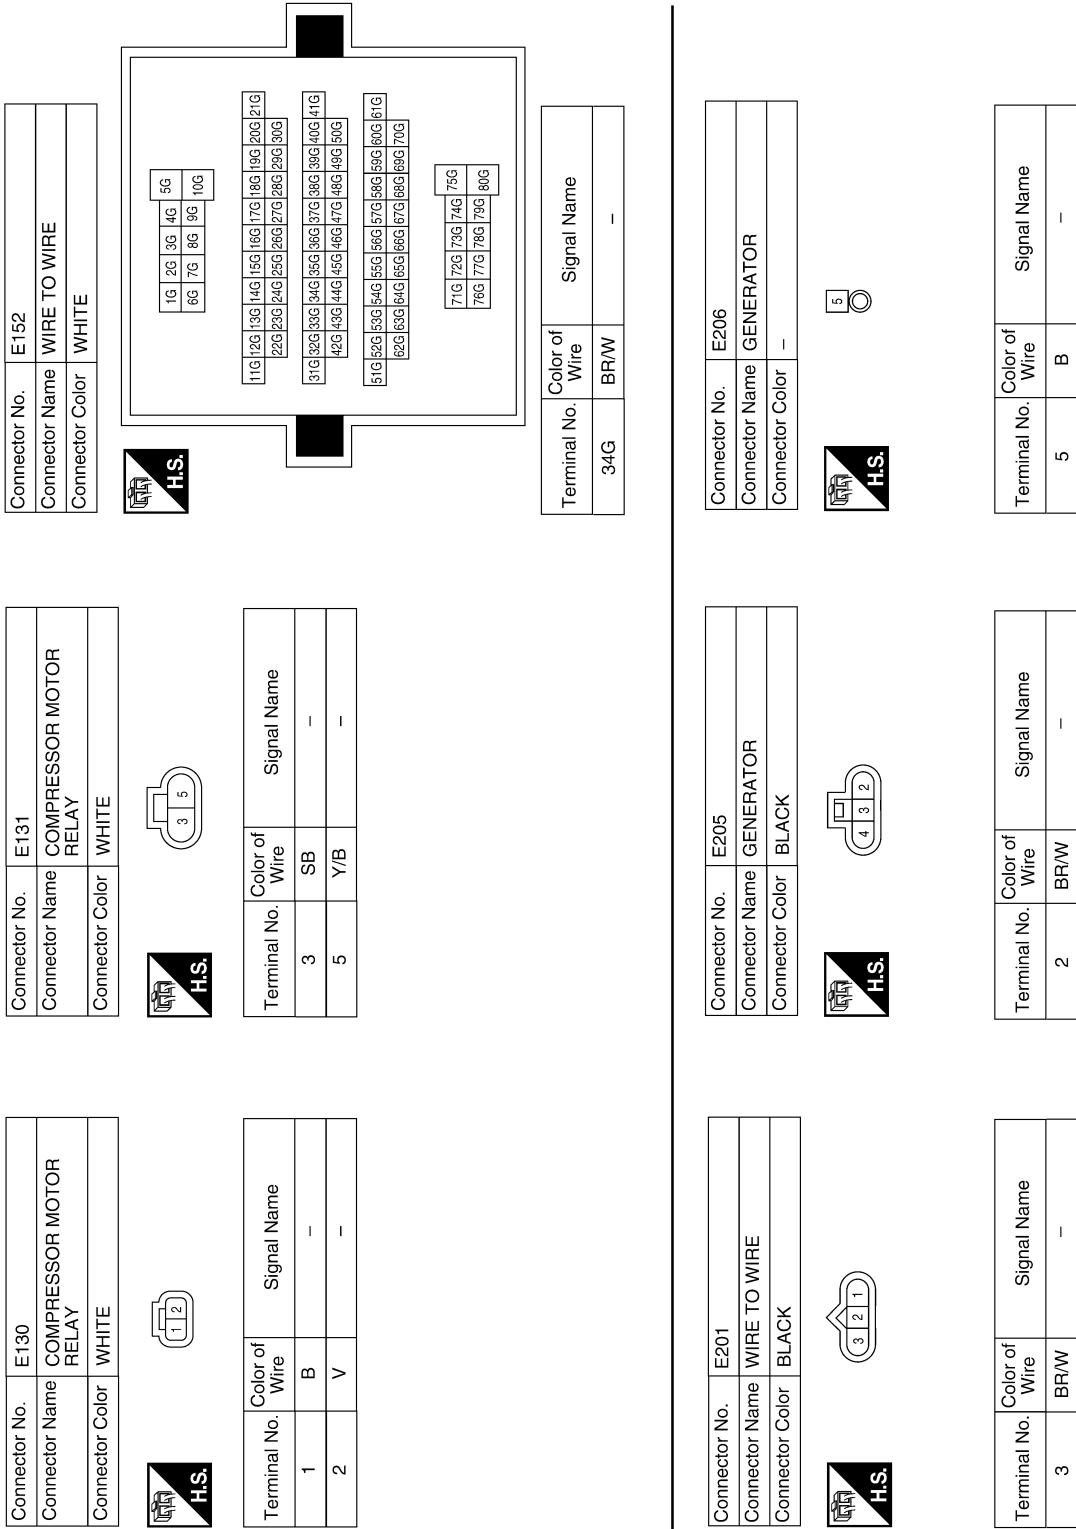 Connector No. E130
Connector Name COMPRESSOR MOTOR
RELAY
Connector Color WHITE
H.S.
1 2
Terminal No. Color of
Wire Signal Name
1 B –
2 V –
Connector No. E131
Connector Name COMPRESSOR MOTOR
RELAY
Connector Color WHITE
H.S.
3 5
Terminal No. Color of
Wire Signal Name
3 SB –
5 Y/B –
Connector No. E152
Connector Name WIRE TO WIRE
Connector Color WHITE
H.S.
1G 2G 3G 4G 5G
6G 7G 8G 9G 10G
11G 12G 13G 14G 15G 16G 17G 18G 19G 20G 21G
22G 23G 24G 25G 26G 27G 28G 29G 30G
31G 32G 33G 34G 35G 36G 37G 38G 39G 40G 41G
42G 43G 44G 45G 46G 47G 48G 49G 50G
51G 52G 53G 54G 55G 56G 57G 58G 59G 60G 61G
62G 63G 64G 65G 66G 67G 68G 69G 70G
71G 72G 73G 74G 75G
76G 77G 78G 79G 80G
Terminal No. Color of
Wire Signal Name
34G BR/W –
Connector No. E201
Connector Name WIRE TO WIRE
Connector Color BLACK
H.S.
3 2 1
Terminal No. Color of
Wire Signal Name
3 BR/W –
Connector No. E205
Connector Name GENERATOR
Connector Color BLACK
H.S.
4 3 2
Terminal No. Color of
Wire Signal Name
2 BR/W –
Connector No. E206
Connector Name GENERATOR
Connector Color –
H.S.
5
Terminal No. Color of
Wire Signal Name
5 B –